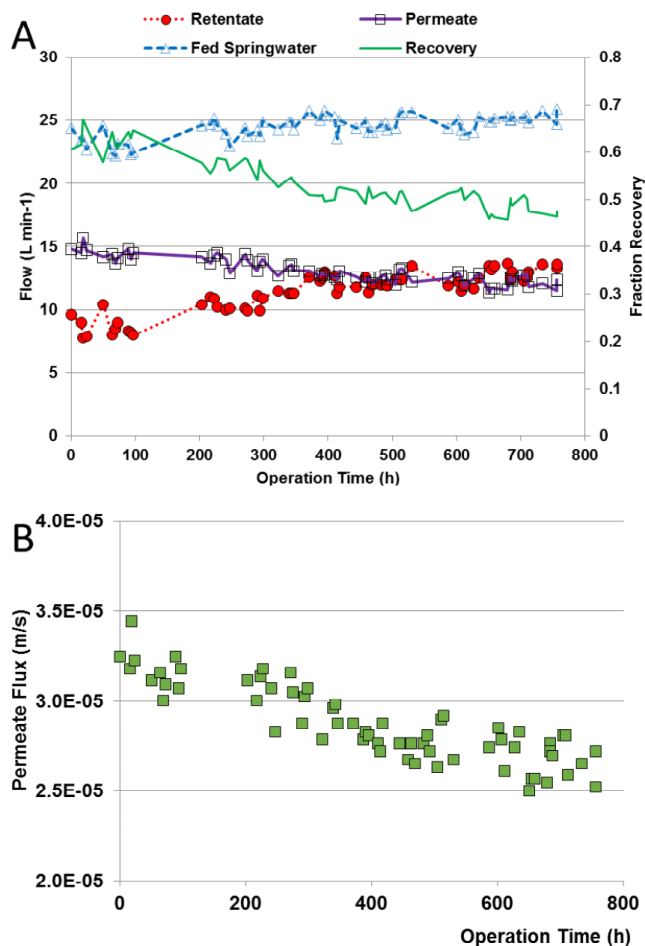 A
Retentate
Permeate
Fed Springwater
Recovery
30
25
20
15
10
5
0
Flow (L min-1)
0.8
0.7
0.6
0.5
0.4
0.3
0.2
0.1
0
Fraction Recovery
0 100 200 300 400 500 600 700 800
Operation Time (h)
B
4.0E-05
3.5E-05
3.0E-05
2.5E-05
2.0E-05
Permeate Flux (m/s)
0 200 400 600 800
Operation Time (h)